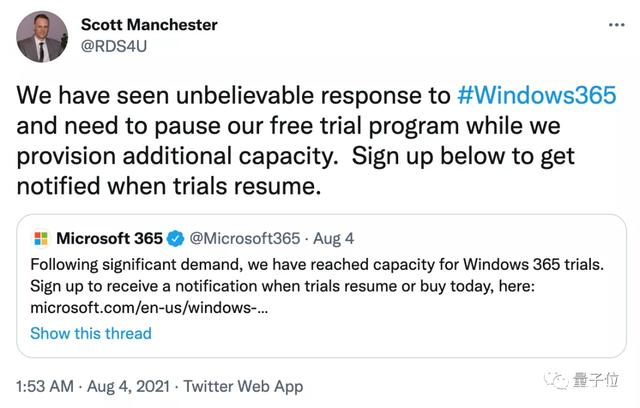 Scott Manchester
@RDS4U
We have seen unbelievable response to #Windows365
and need to pause our free trial program while we
provision additional capacity.  Sign up below to get
notified when trials resume.
Microsoft 365 @Microsoft365 · Aug 4
Following significant demand, we have reached capacity for Windows 365 trials.
Sign up to receive a notification when trials resume or buy today, here:
microsoft.com/en-us/windows-...
Show this thread
1:53 AM · Aug 4, 2021 · Twitter Web App
量子位